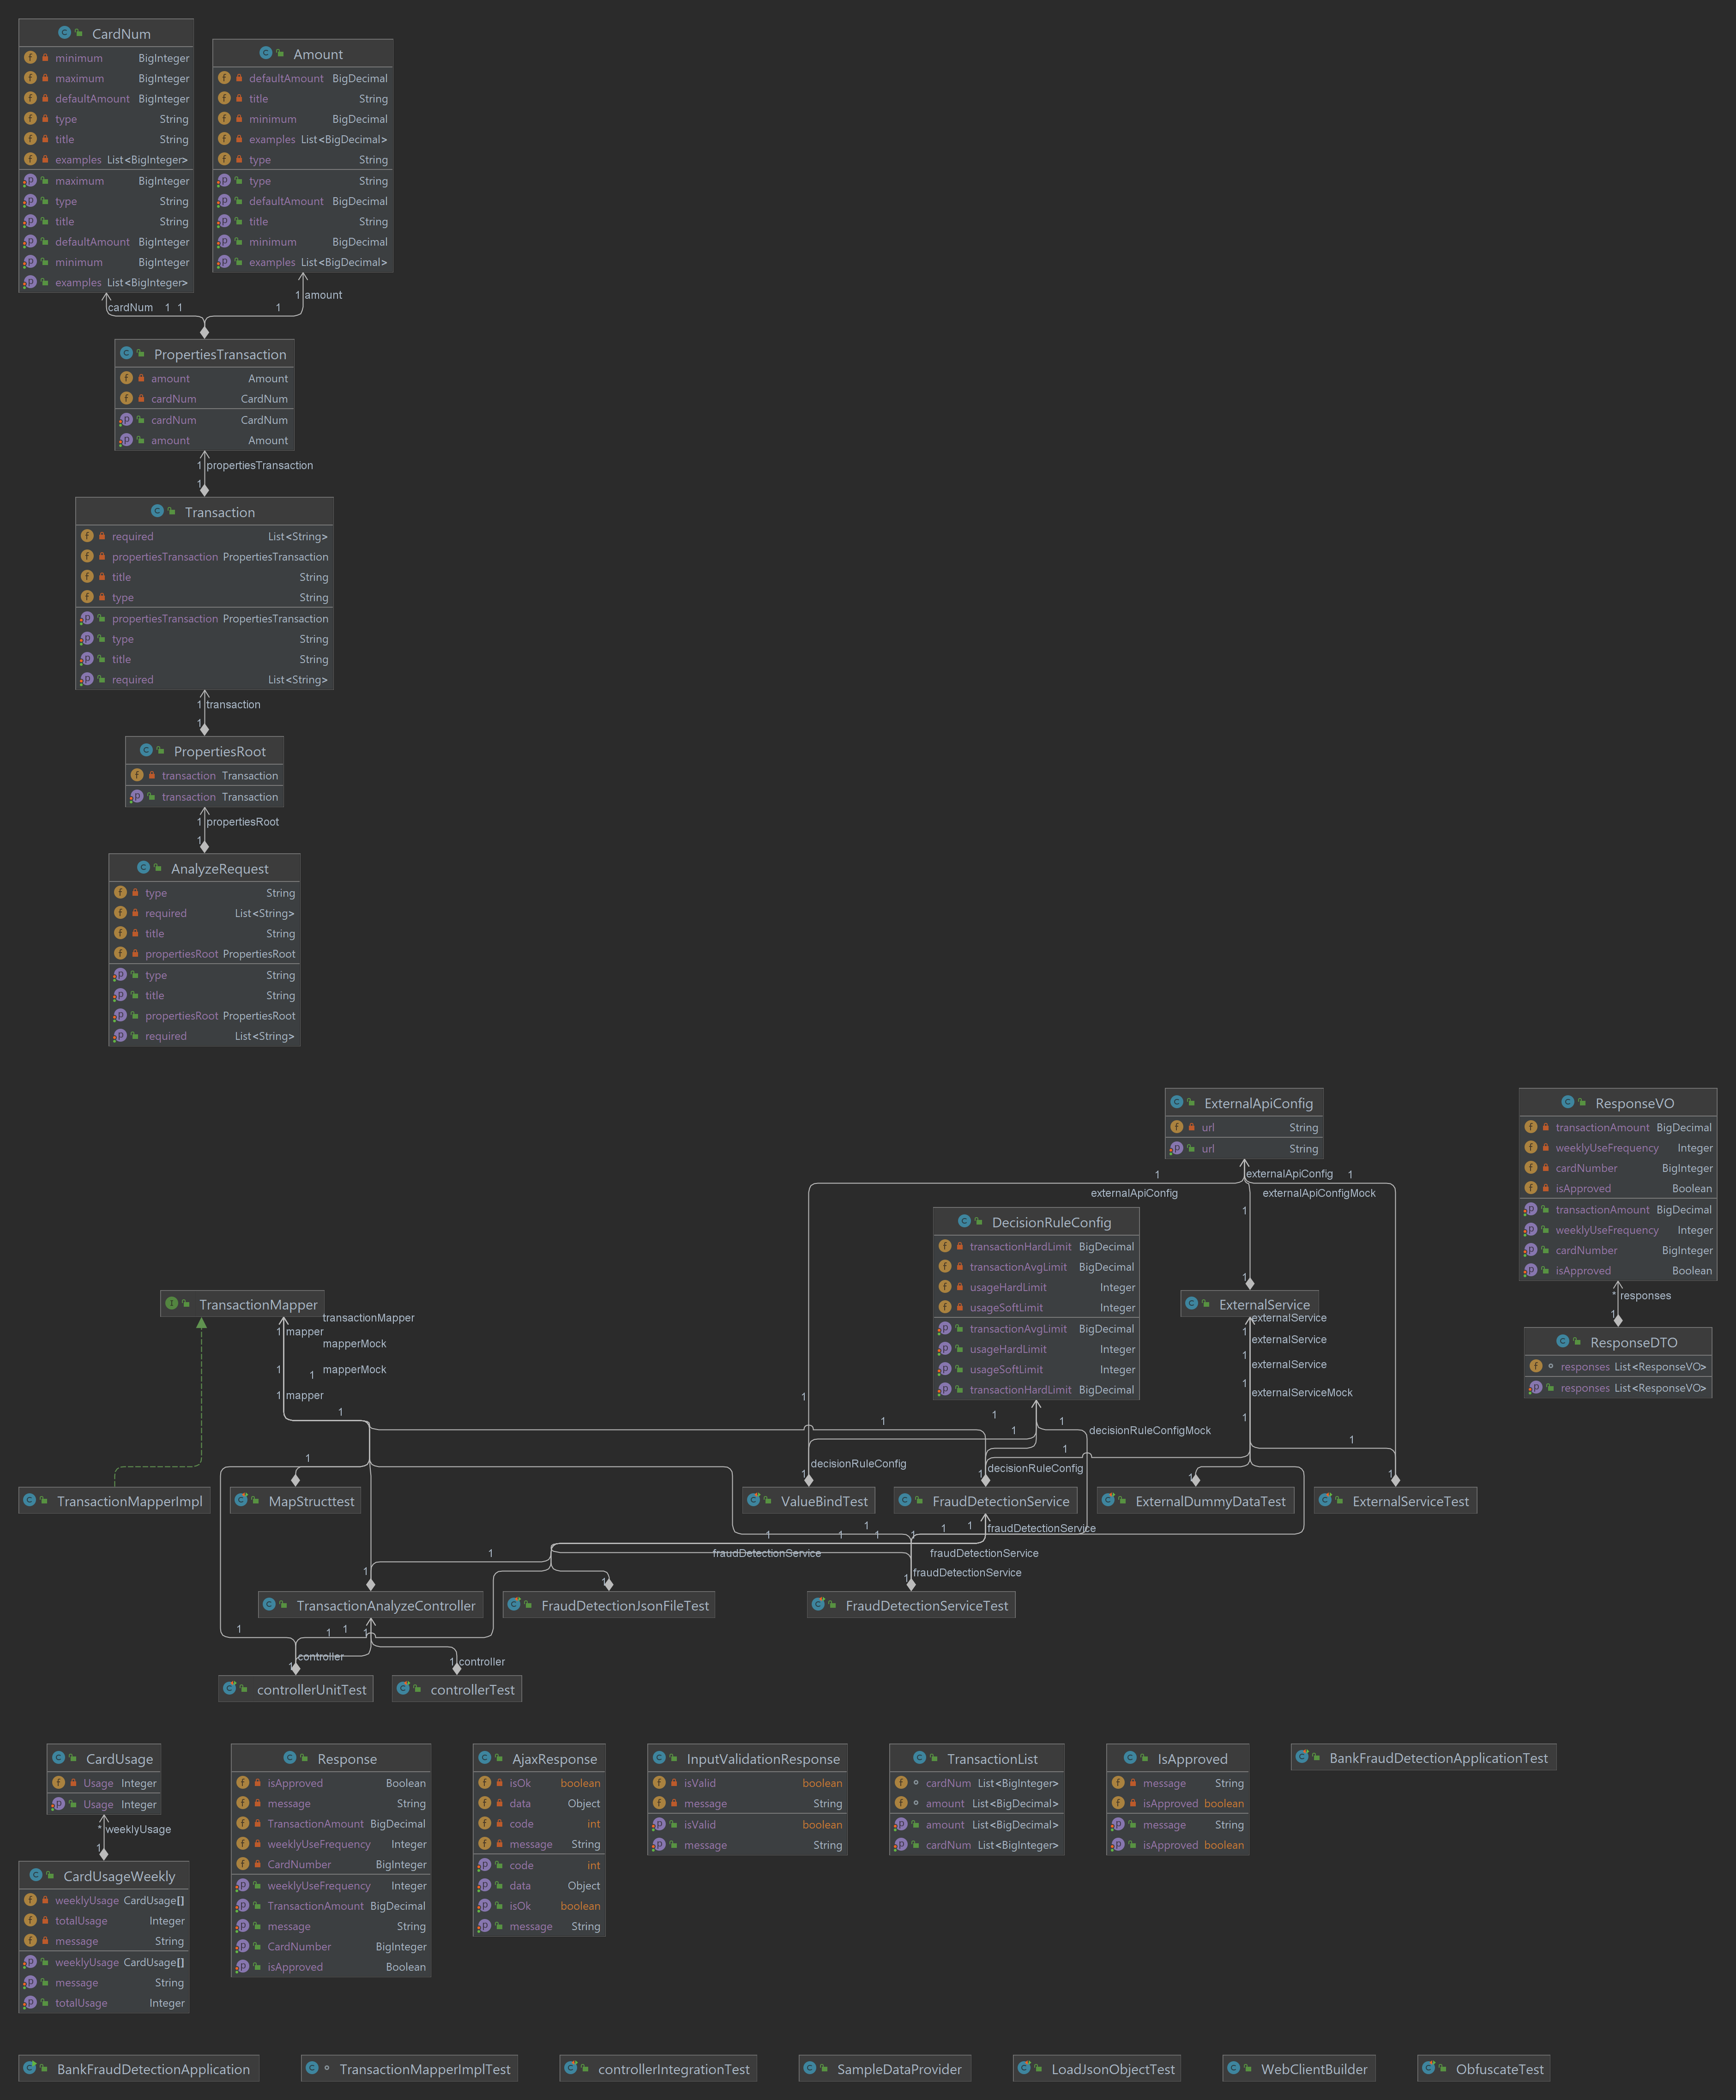 CardNum
minimum BigInteger
maximum BigInteger
defaultAmount BigInteger
type String
title String
examples List<BigInteger>
maximum BigInteger
type String
title String
defaultAmount BigInteger
minimum BigInteger
examples List<BigInteger>
Amount
defaultAmount BigDecimal
title String
minimum BigDecimal
examples List<BigDecimal>
type String
type String
defaultAmount BigDecimal
title String
minimum BigDecimal
examples List<BigDecimal>
1 amount
cardNum 1 1 1
PropertiesTransaction
amount Amount
cardNum CardNum
cardNum CardNum
amount Amount
1 propertiesTransaction
1
Transaction
required List<String>
propertiesTransaction PropertiesTransaction
title String
type String
propertiesTransaction PropertiesTransaction
type String
title String
required List<String>
1 transaction
1
PropertiesRoot
transaction Transaction
transaction Transaction
1 propertiesRoot
1
AnalyzeRequest
type String
required List<String>
title String
propertiesRoot PropertiesRoot
type String
title String
propertiesRoot PropertiesRoot
required List<String>
ExternalApiConfig
url String
url String
1 externalApiConfig 1
externalApiConfig externalApiConfigMock
1
1
DecisionRuleConfig
transactionHardLimit BigDecimal
transactionAvgLimit BigDecimal
usageHardLimit Integer
usageSoftLimit Integer
transactionAvgLimit BigDecimal
usageHardLimit Integer
usageSoftLimit Integer
transactionHardLimit BigDecimal
ResponseVO
transactionAmount BigDecimal
weeklyUseFrequency Integer
cardNumber BigInteger
isApproved Boolean
transactionAmount BigDecimal
weeklyUseFrequency Integer
cardNumber BigInteger
isApproved Boolean
* responses
1
ResponseDTO
responses List<ResponseVO>
responses List<ResponseVO>
TransactionMapper
transactionMapper
1 mapper
mapperMock
1 mapperMock
1
1 mapper
1
ExternalService
externalService
1 externalService
1 externalService
1 externalServiceMock
1
1
1 1 1
decisionRuleConfigMock
1 1 1
decisionRuleConfig
decisionRuleConfig
1 1 1 1
TransactionMapperImpl
MapStructtest
ValueBindTest
FraudDetectionService
ExternalDummyDataTest
ExternalServiceTest
1 1 1 1 1 1 fraudDetectionService
1 fraudDetectionService fraudDetectionService
1 1 1 fraudDetectionService
TransactionAnalyzeController
FraudDetectionJsonFileTest
FraudDetectionServiceTest
1 1 1 1
controller
1 1 controller
controllerUnitTest
controllerTest
CardUsage
Usage Integer
Usage Integer
* weeklyUsage
1
CardUsageWeekly
weeklyUsage CardUsage[]
totalUsage Integer
message String
weeklyUsage CardUsage[]
message String
totalUsage Integer
Response
isApproved Boolean
message String
TransactionAmount BigDecimal
weeklyUseFrequency Integer
CardNumber BigInteger
weeklyUseFrequency Integer
TransactionAmount BigDecimal
message String
CardNumber BigInteger
isApproved Boolean
AjaxResponse
isOk boolean
data Object
code int
message String
code int
data Object
isOk boolean
message String
InputValidationResponse
isValid boolean
message String
isValid boolean
message String
TransactionList
cardNum List<BigInteger>
amount List<BigDecimal>
amount List<BigDecimal>
cardNum List<BigInteger>
IsApproved
message String
isApproved boolean
message String
isApproved boolean
BankFraudDetectionApplicationTest
BankFraudDetectionApplication
TransactionMapperImplTest
controllerIntegrationTest
SampleDataProvider
LoadJsonObjectTest
WebClientBuilder
ObfuscateTest